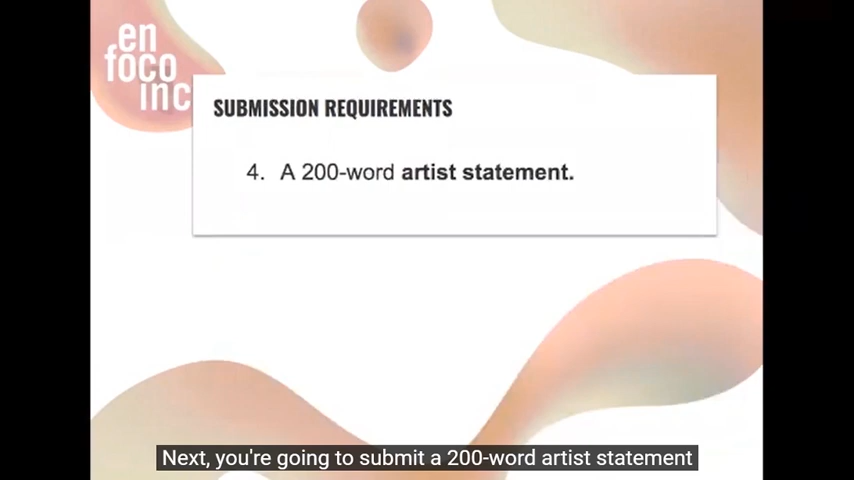 en
foco
inc
SUBMISSION REQUIREMENTS
4. A 200-word artist statement.
Next, you're going to submit a 200-word artist statement